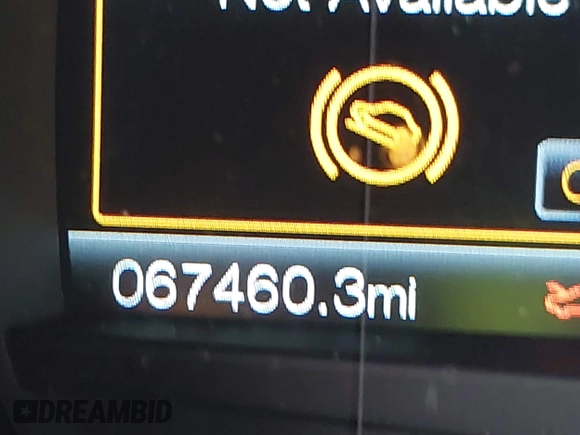 Not Available
067460.3mi
DREAMBID